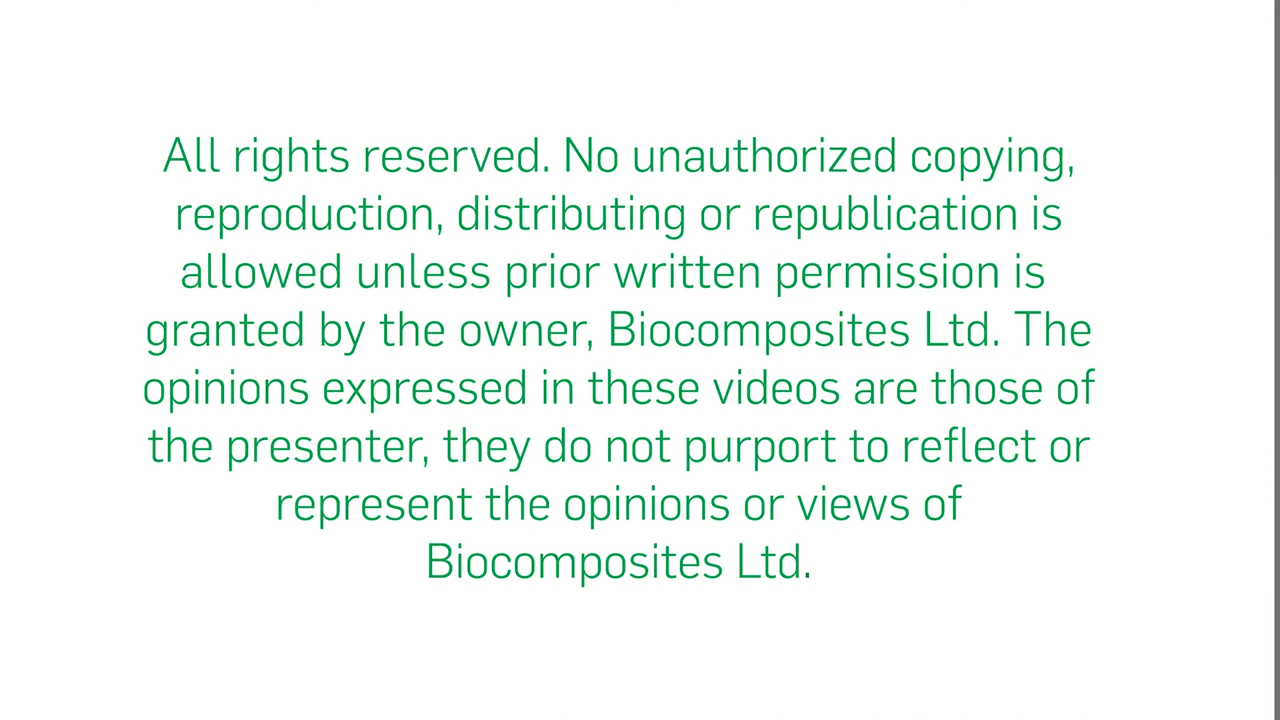 All rights reserved. No unauthorized copying,
reproduction, distributing or republication is
allowed unless prior written permission is
granted by the owner, Biocomposites Ltd. The
opinions expressed in these videos are those of
the presenter, they do not purport to reflect or
represent the opinions or views of
Biocomposites Ltd.